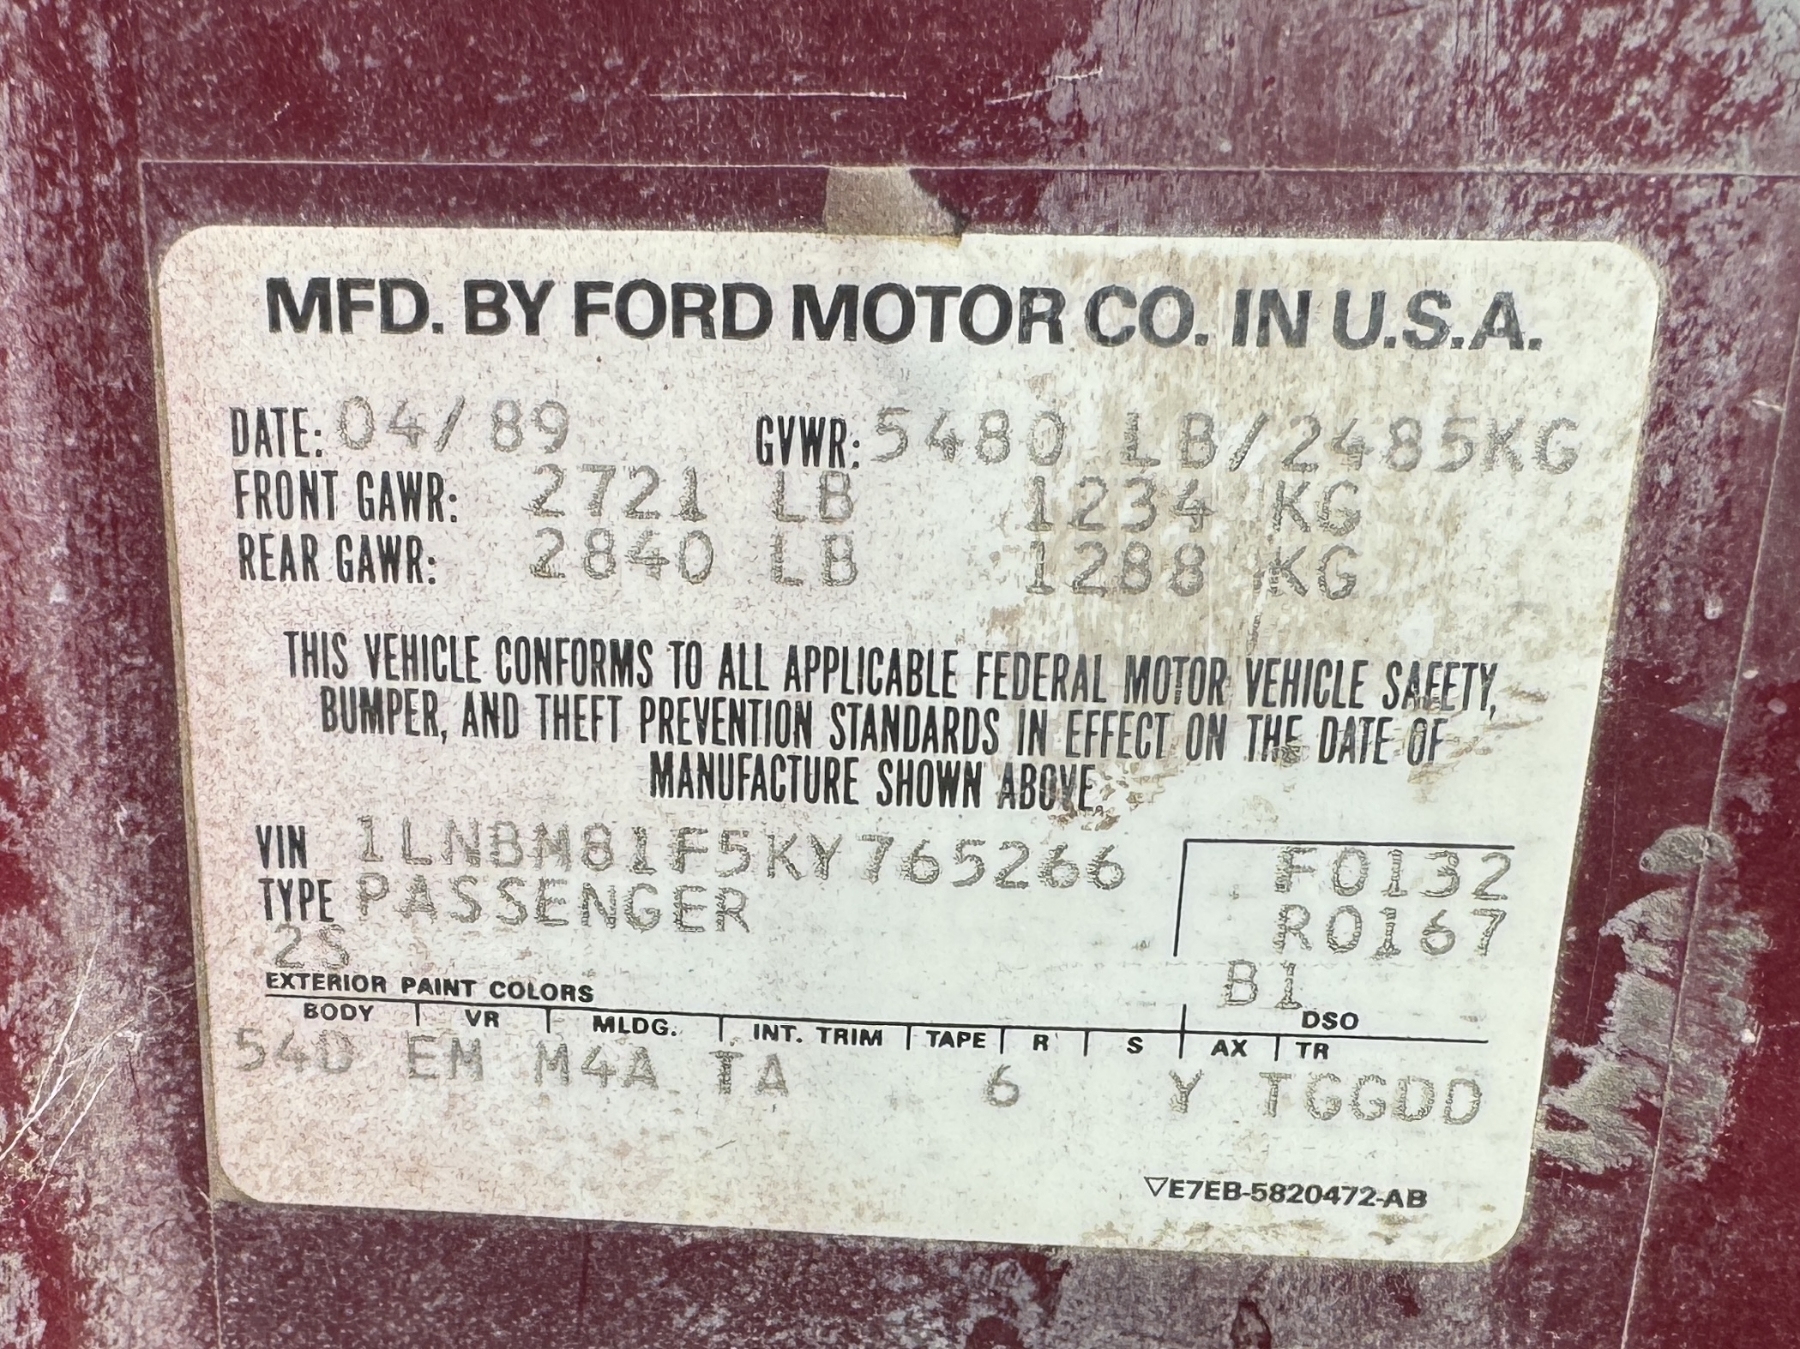 MFD. BY FORD MOTOR CO. IN U.S.A.
DATE: 04/89 GVWR: 5480 LB/2485KG
FRONT GAWR: 2721 LB 1234 KG
REAR GAWR: 2840 LB 1288 KG
THIS VEHICLE CONFORMS TO ALL APPLICABLE FEDERAL MOTOR VEHICLE SAFETY,
BUMPER, AND THEFT PREVENTION STANDARDS IN EFFECT ON THE DATE OF
MANUFACTURE SHOWN ABOVE.
VIN 1LNBM81F5KY765266 F0132
TYPE PASSENGER R0167
2S B1
EXTERIOR PAINT COLORS DSO
BODY VR MLDG. INT. TRIM TAPE R S AX TR
54D EM M4A TA 6 Y TGGDD
▽E7EB-5820472-AB